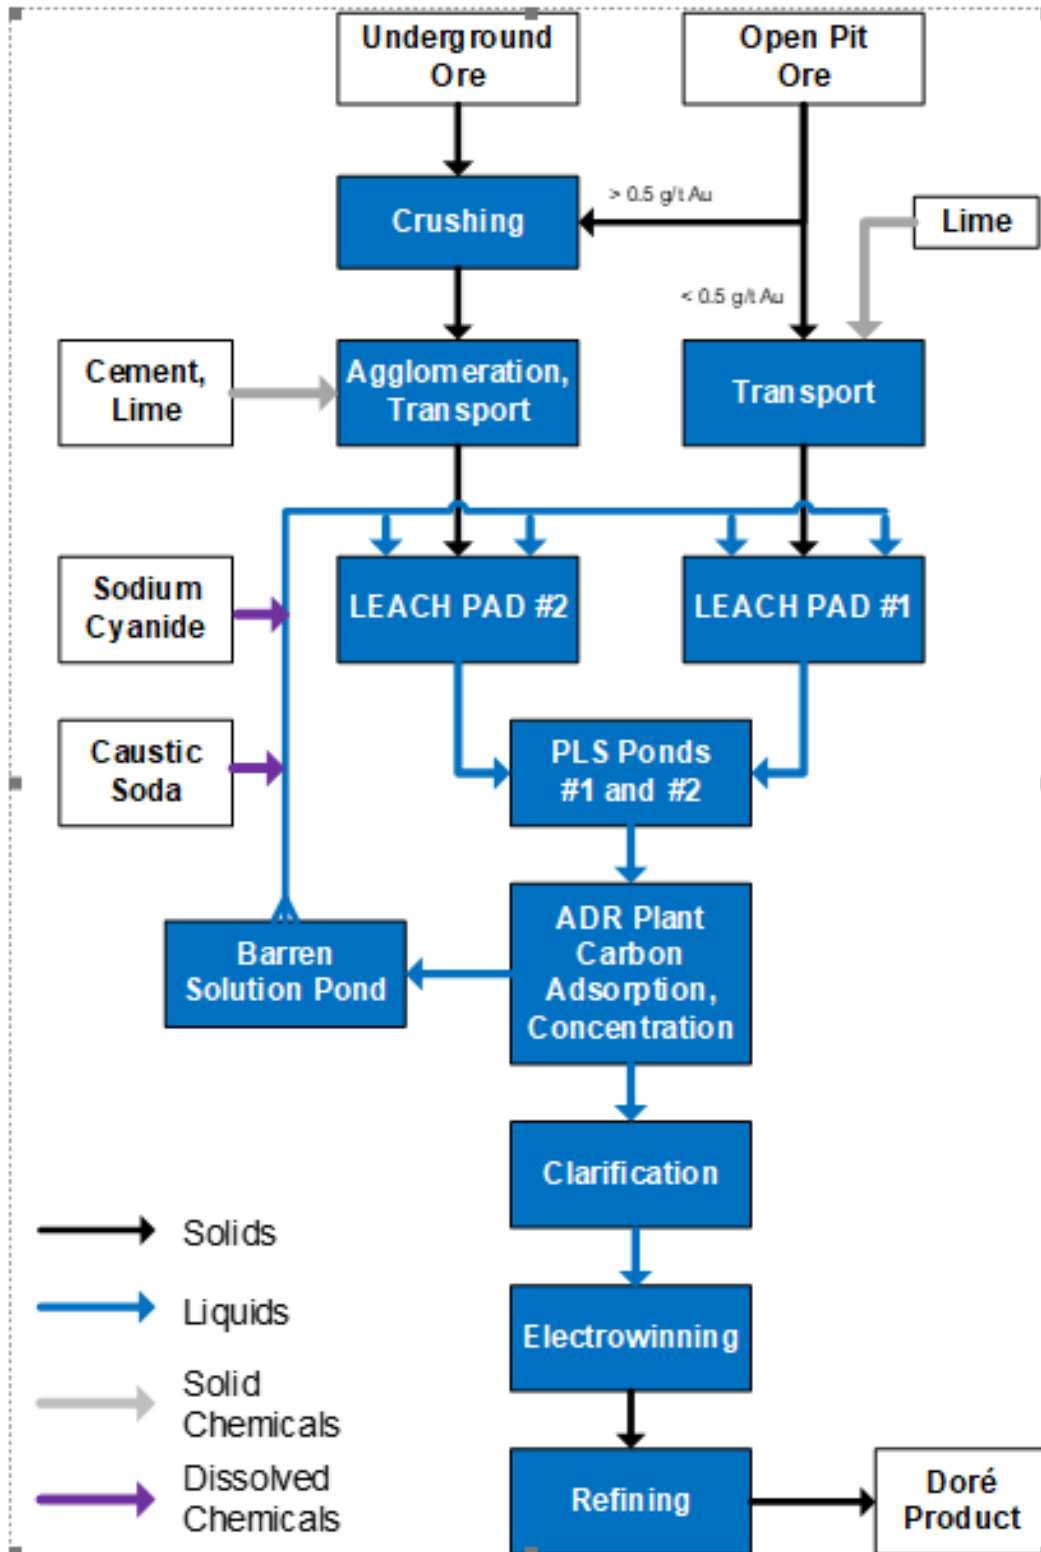 Underground
Ore
Open Pit
Ore
Crushing
> 0.5 g/t Au
Lime
< 0.5 g/t Au
Cement,
Lime
Agglomeration,
Transport
Transport
Sodium
Cyanide
LEACH PAD #2
LEACH PAD #1
Caustic
Soda
PLS Ponds
#1 and #2
Barren
Solution Pond
ADR Plant
Carbon
Adsorption,
Concentration
Clarification
Solids
Liquids
Electrowinning
Solid
Chemicals
Dissolved
Chemicals
Refining
Doré
Product